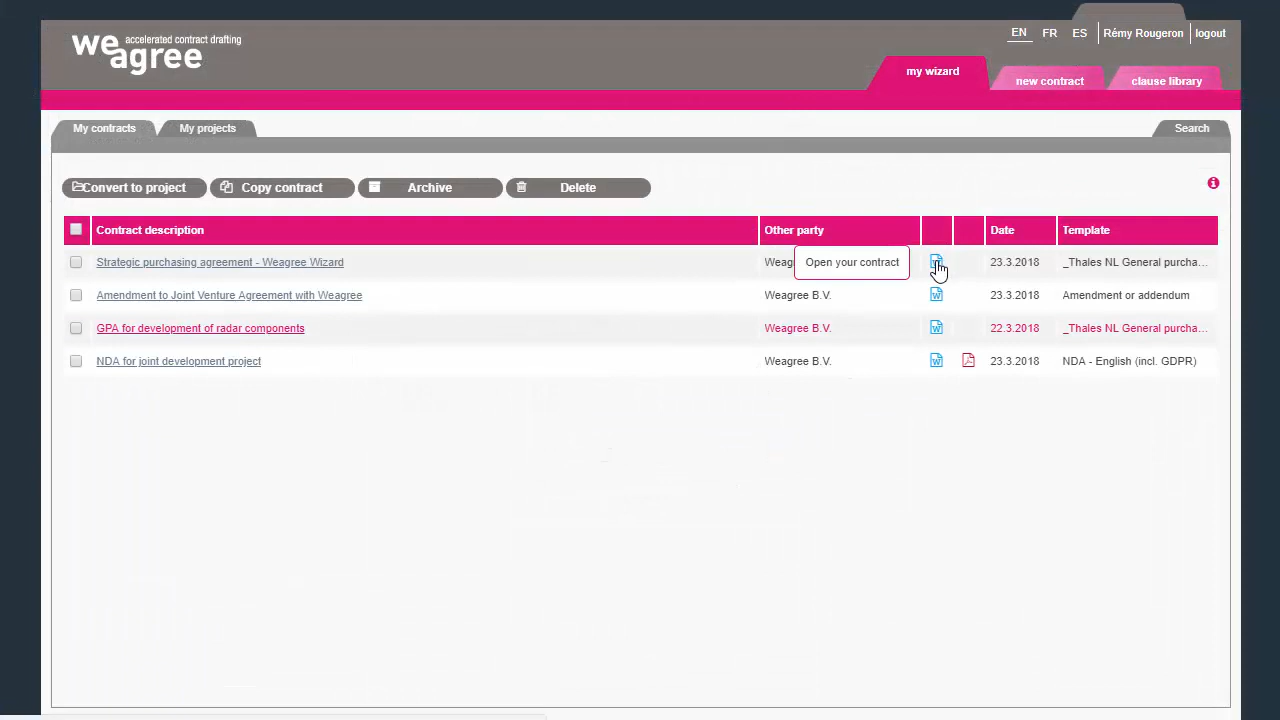 we agree accelerated contract drafting
EN FR ES Rémy Rougeron logout
my wizard new contract clause library
My contracts My projects Search
Convert to project Copy contract Archive Delete
Contract description Other party Date Template
Strategic purchasing agreement - Weagree Wizard Weag Open your contract 23.3.2018 _Thales NL General purcha...
Amendment to Joint Venture Agreement with Weagree Weagree B.V. 23.3.2018 Amendment or addendum
GPA for development of radar components Weagree B.V. 22.3.2018 _Thales NL General purcha...
NDA for joint development project Weagree B.V. 23.3.2018 NDA - English (incl. GDPR)